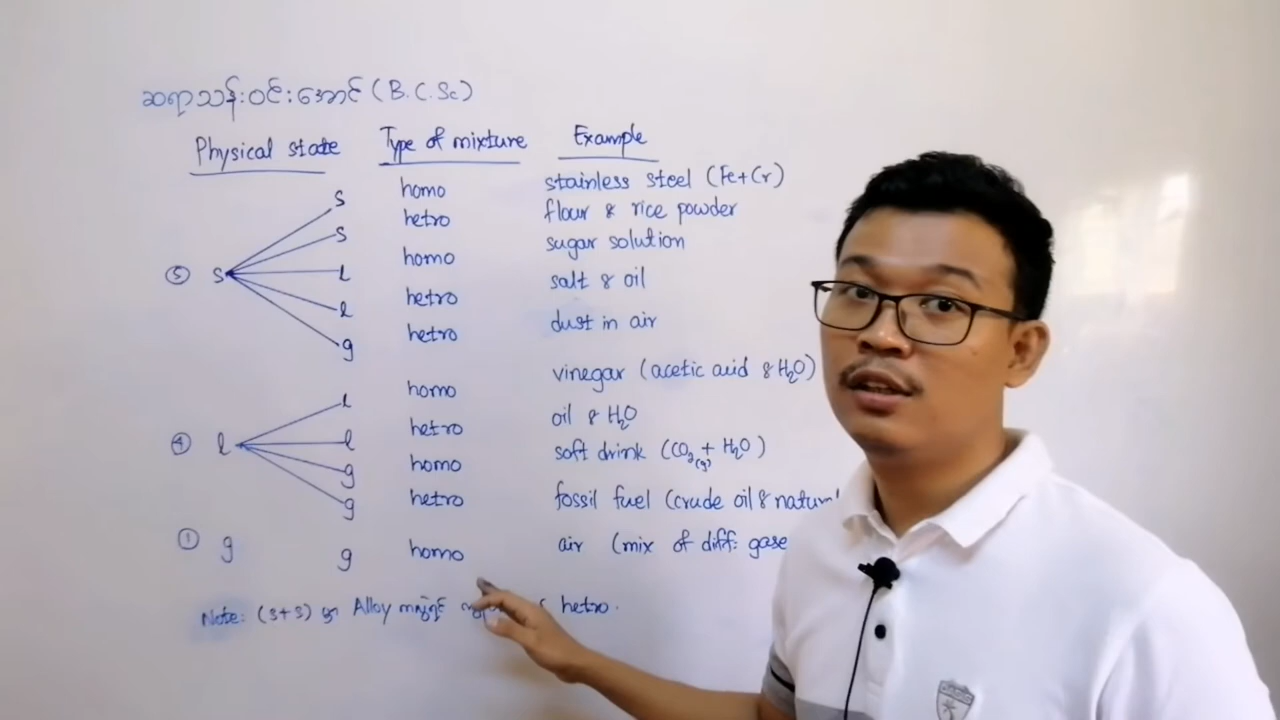 ဆရာသန်းဝင်းအောင် (B.C.Sc)
Physical state Type of mixture Example
s homo stainless steel (Fe+Cr)
s hetro flour & rice powder
⑤ s l homo sugar solution
l hetro salt & oil
g hetro dust in air
l homo vinegar (acetic acid & H₂O)
④ l l hetro oil & H₂O
g homo soft drink (CO₂(g) + H₂O)
g hetro fossil fuel (crude oil &
① g g homo air (mix of diff: gase
Note: (s+s) မှာ Alloy hetro.